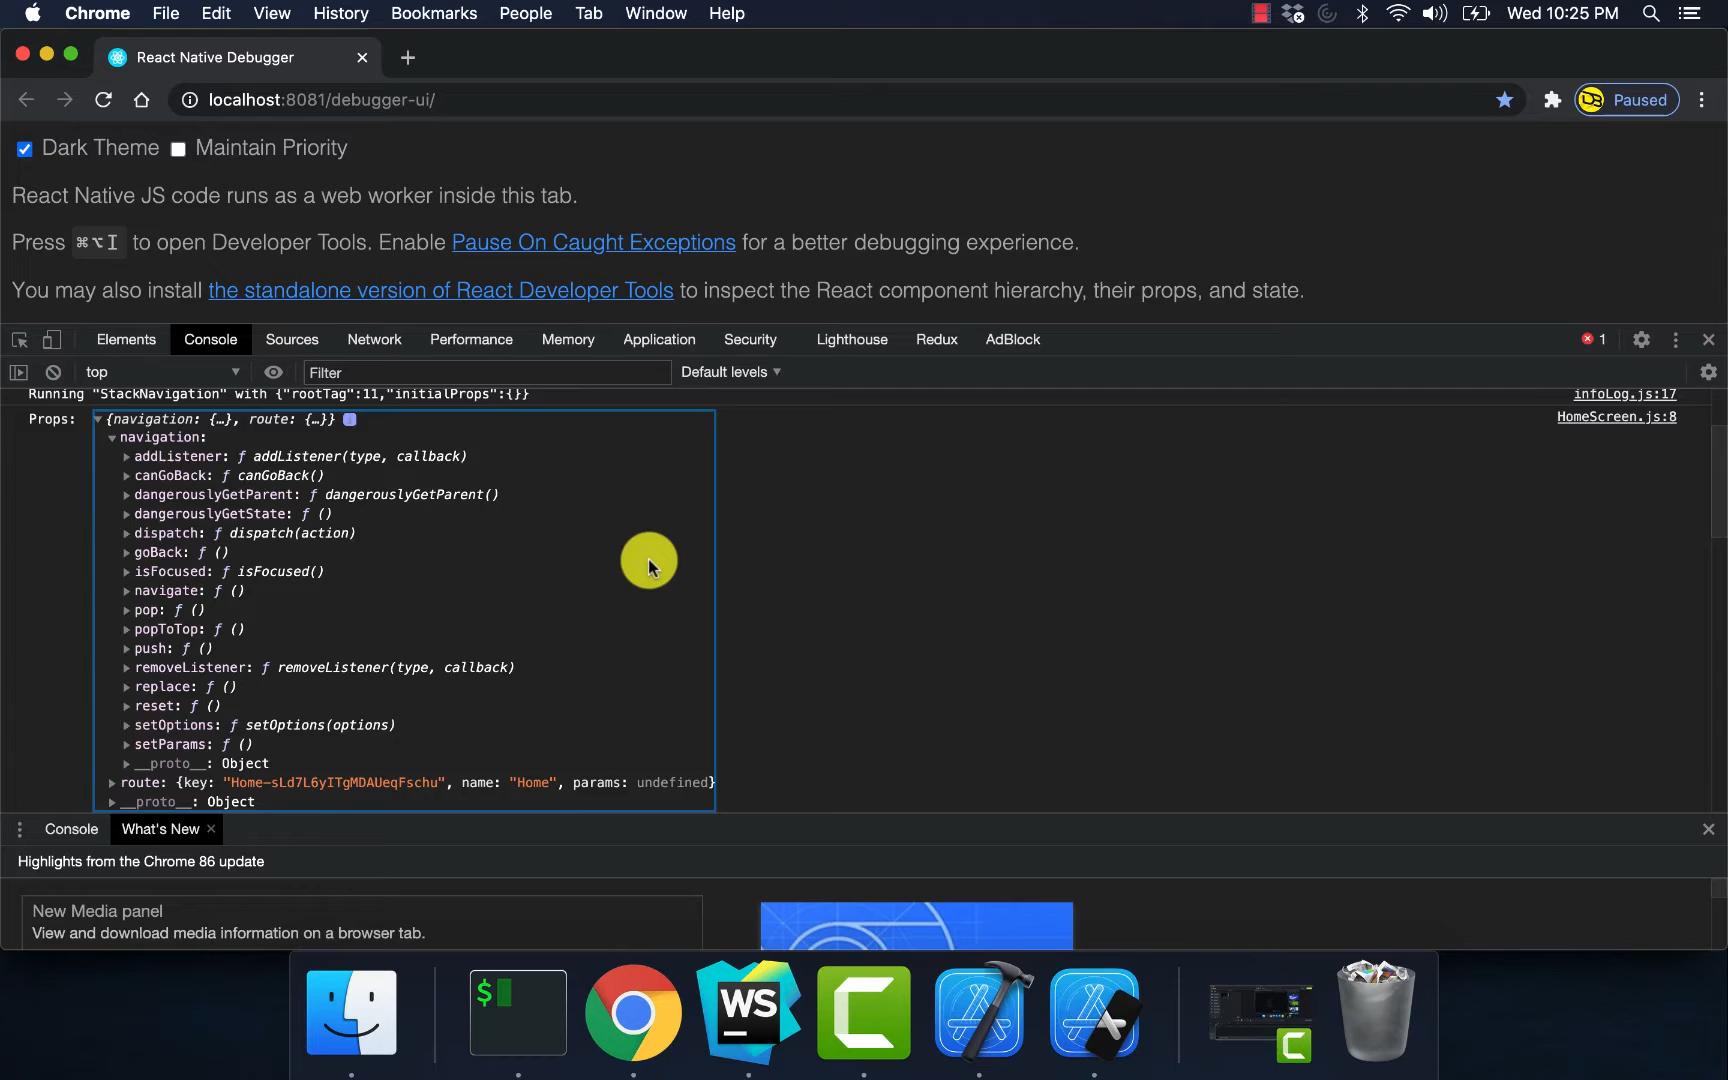 Chrome File Edit View History Bookmarks People Tab Window Help Wed 10:25 PM
React Native Debugger
localhost:8081/debugger-ui/ Paused
Dark Theme Maintain Priority
React Native JS code runs as a web worker inside this tab.
Press ⌘⌥I to open Developer Tools. Enable Pause On Caught Exceptions for a better debugging experience.
You may also install the standalone version of React Developer Tools to inspect the React component hierarchy, their props, and state.
Elements Console Sources Network Performance Memory Application Security Lighthouse Redux AdBlock 1
top Filter Default levels
Running "StackNavigation" with {"rootTag":11,"initialProps":{}} infoLog.js:17
Props: {navigation: {…}, route: {…}} HomeScreen.js:8
navigation:
addListener: ƒ addListener(type, callback)
canGoBack: ƒ canGoBack()
dangerouslyGetParent: ƒ dangerouslyGetParent()
dangerouslyGetState: ƒ ()
dispatch: ƒ dispatch(action)
goBack: ƒ ()
isFocused: ƒ isFocused()
navigate: ƒ ()
pop: ƒ ()
popToTop: ƒ ()
push: ƒ ()
removeListener: ƒ removeListener(type, callback)
replace: ƒ ()
reset: ƒ ()
setOptions: ƒ setOptions(options)
setParams: ƒ ()
__proto__: Object
route: {key: "Home-sLd7L6yITgMDAUeqFschu", name: "Home", params: undefined}
__proto__: Object
Console What's New
Highlights from the Chrome 86 update
New Media panel
View and download media information on a browser tab.
$ WS